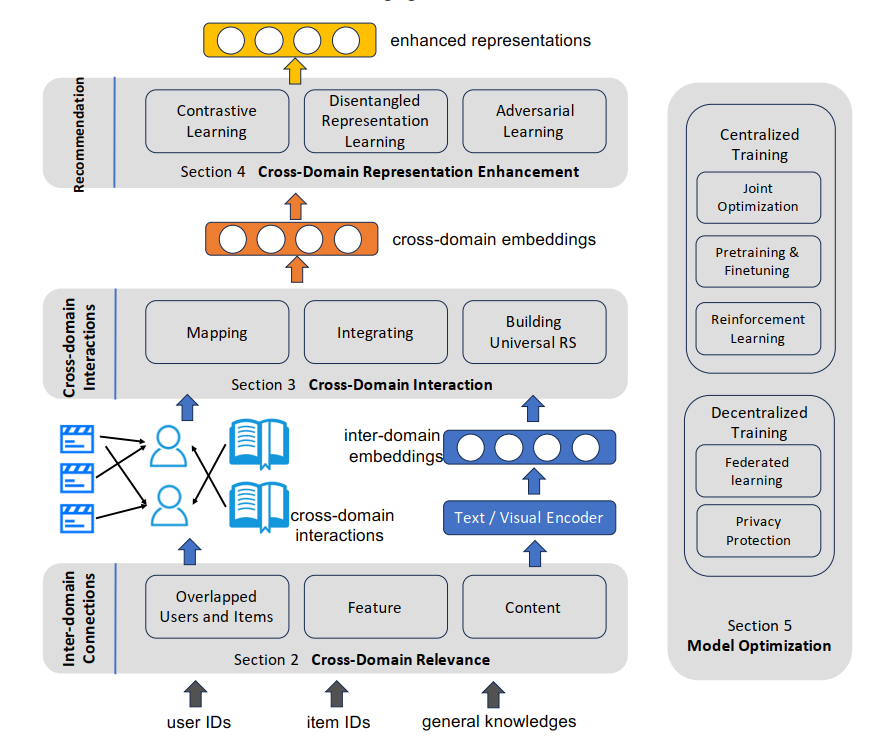 enhanced representations
Recommendation
Contrastive
Learning
Disentangled
Representation
Learning
Adversarial
Learning
Section 4 Cross-Domain Representation Enhancement
cross-domain embeddings
Cross-domain
Interactions
Mapping
Integrating
Building
Universal RS
Section 3 Cross-Domain Interaction
inter-domain
embeddings
Text / Visual Encoder
cross-domain
interactions
Inter-domain
Connections
Overlapped
Users and Items
Feature
Content
Section 2 Cross-Domain Relevance
user IDs
item IDs
general knowledges
Centralized
Training
Joint
Optimization
Pretraining &
Finetuning
Reinforcement
Learning
Decentralized
Training
Federated
learning
Privacy
Protection
Section 5
Model Optimization